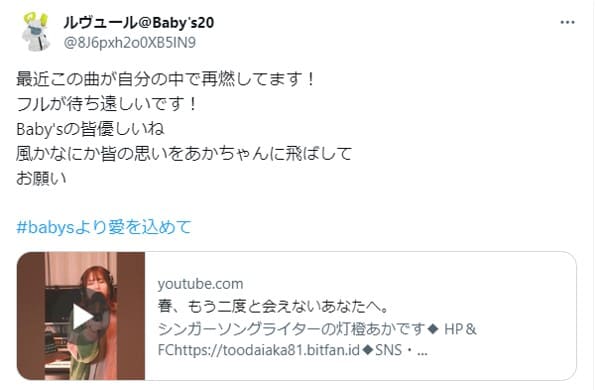 ルヴュール@Baby's20
@8J6pxh2o0XB5IN9
最近この曲が自分の中で再燃してます！
フルが待ち遠しいです！
Baby'sの皆優しいね
風かなにか皆の思いをあかちゃんに飛ばして
お願い
#babysより愛を込めて
youtube.com
春、もう二度と会えないあなたへ。
シンガーソングライターの灯橙あかです◆ HP＆
FChttps://toodaiaka81.bitfan.id◆SNS・...